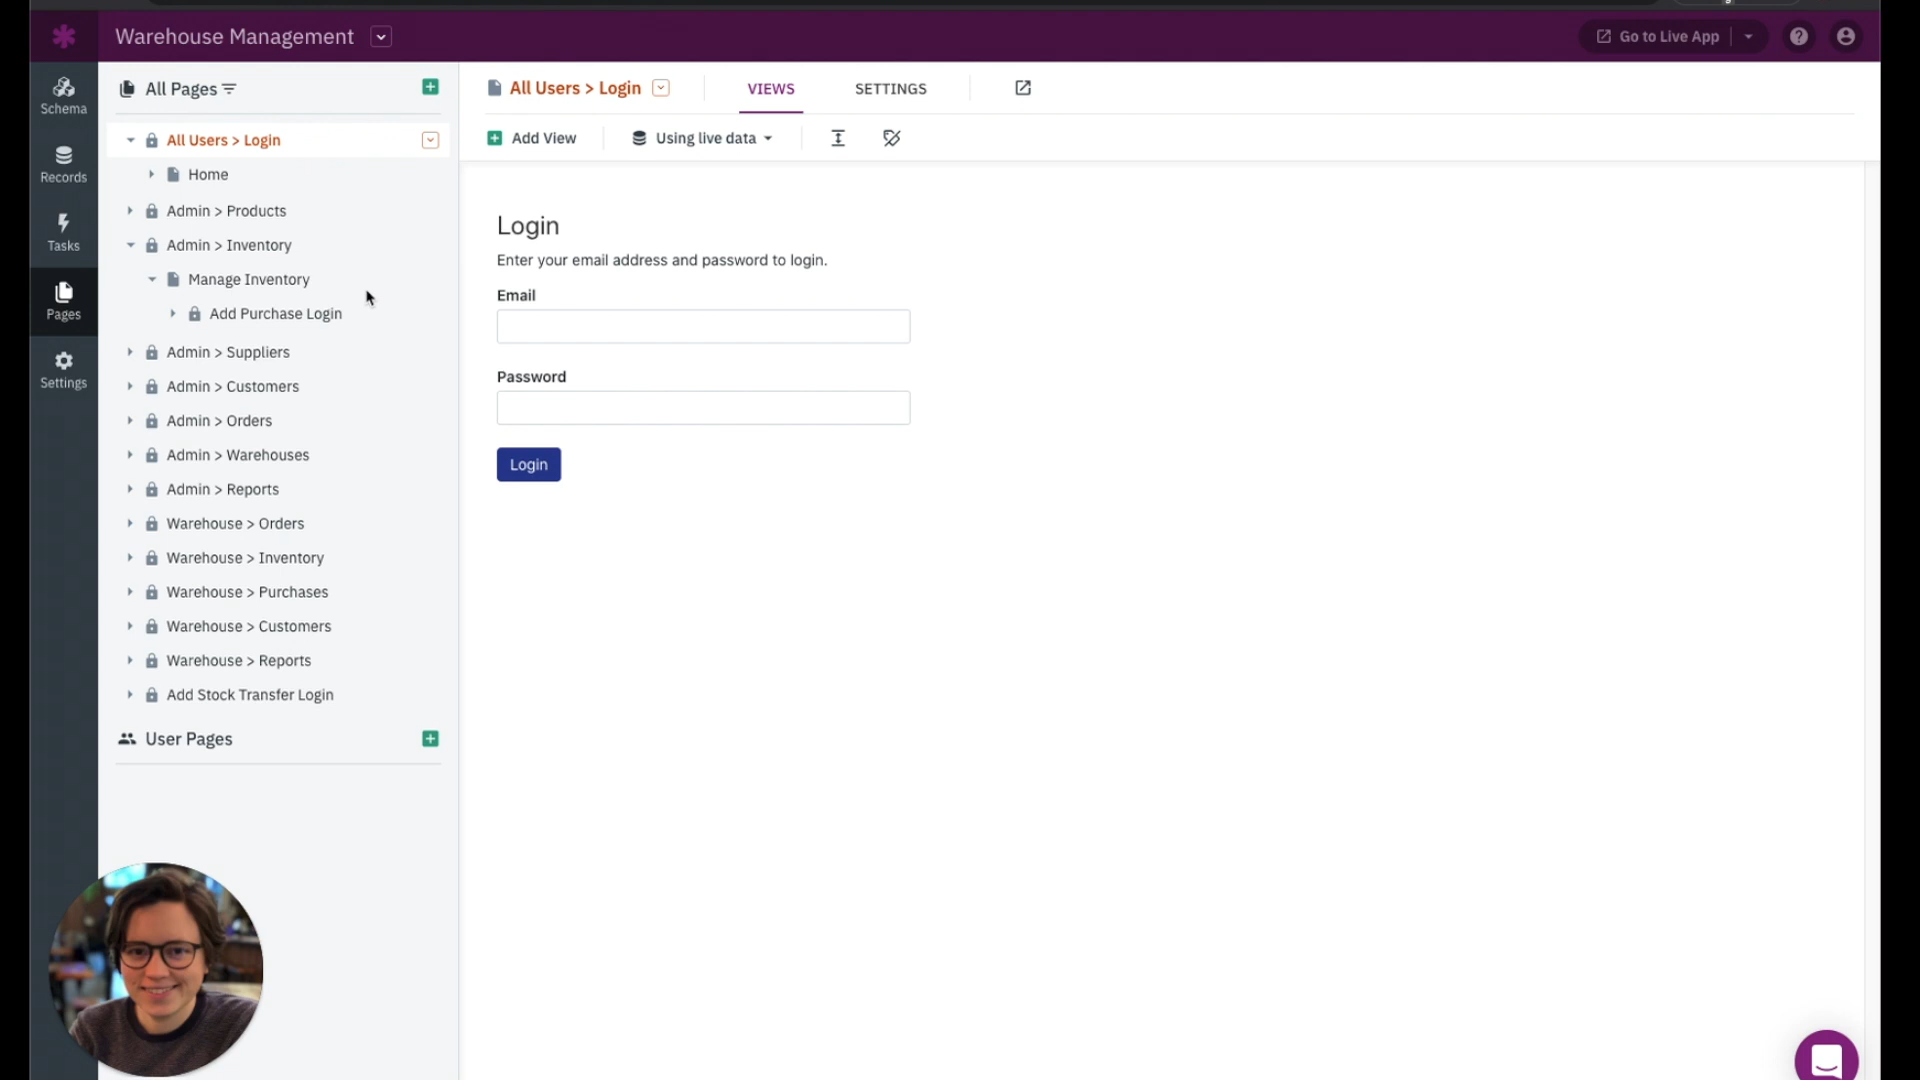 Warehouse Management
Go to Live App
Schema
Records
Tasks
Pages
Settings
All Pages
All Users > Login
Home
Admin > Products
Admin > Inventory
Manage Inventory
Add Purchase Login
Admin > Suppliers
Admin > Customers
Admin > Orders
Admin > Warehouses
Admin > Reports
Warehouse > Orders
Warehouse > Inventory
Warehouse > Purchases
Warehouse > Customers
Warehouse > Reports
Add Stock Transfer Login
User Pages
All Users > Login
VIEWS
SETTINGS
Add View
Using live data
Login
Enter your email address and password to login.
Email
Password
Login